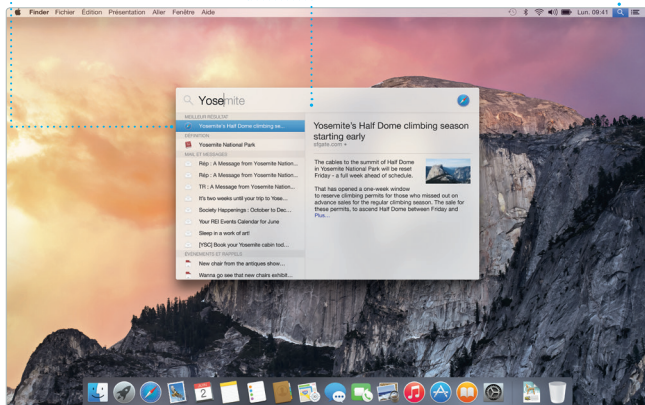 Finder Fichier Edition Présentation Aller Fenêtre Aide
Lun. 09:41
Yosemite
MEILLEUR RÉSULTAT
Yosemite's Half Dome climbing se...
DÉFINITION
Yosemite National Park
MAIL ET MESSAGES
Rép : A Message from Yosemite Nation...
Rép : A Message from Yosemite Nation...
TR : A Message from Yosemite Nation...
It's two weeks until your trip to Yose...
Society Happenings : October to Dec...
Your REI Events Calendar for June
Sleep in a work of art!
[YSC] Book your Yosemite cabin tod...
ÉVÉNEMENTS ET RAPPELS
New chair from the antiques show...
Wanna go see that new chairs exhibit...
Yosemite's Half Dome climbing season
starting early
sfgate.com
The cables to the summit of Half Dome
in Yosemite National Park will be reset
Friday - a full week ahead of schedule.
That has opened a one-week window
to reserve climbing permits for those who missed out on
advance sales for the regular climbing season. The sale for
these permits, to ascend Half Dome between Friday and
Plus...
2